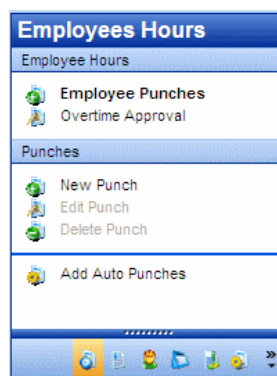 Employees Hours
Employee Hours
Employee Punches
Overtime Approval
Punches
New Punch
Edit Punch
Delete Punch
Add Auto Punches